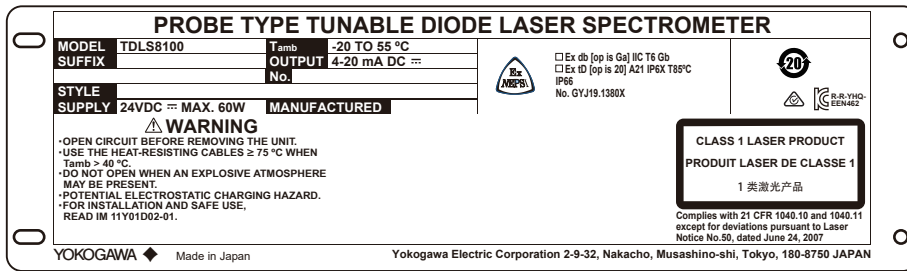 PROBE TYPE TUNABLE DIODE LASER SPECTROMETER
MODEL TDLS8100
SUFFIX
STYLE
SUPPLY 24VDC ⎓ MAX. 60W
Tamb -20 TO 55 ºC
OUTPUT 4-20 mA DC ⎓
No.
MANUFACTURED
Ex
NEPSI
□ Ex db [op is Ga] IIC T6 Gb
□ Ex tD [op is 20] A21 IP6X T85ºC
IP66
No. GYJ19.1380X
20
R-R-YHQ-
EEN462
⚠ WARNING
·OPEN CIRCUIT BEFORE REMOVING THE UNIT.
·USE THE HEAT-RESISTING CABLES ≥ 75 ºC WHEN
Tamb > 40 ºC.
·DO NOT OPEN WHEN AN EXPLOSIVE ATMOSPHERE
MAY BE PRESENT.
·POTENTIAL ELECTROSTATIC CHARGING HAZARD.
·FOR INSTALLATION AND SAFE USE,
READ IM 11Y01D02-01.
CLASS 1 LASER PRODUCT
PRODUIT LASER DE CLASSE 1
1 类激光产品
Complies with 21 CFR 1040.10 and 1040.11
except for deviations pursuant to Laser
Notice No.50, dated June 24, 2007
YOKOGAWA ◆ Made in Japan
Yokogawa Electric Corporation 2-9-32, Nakacho, Musashino-shi, Tokyo, 180-8750 JAPAN